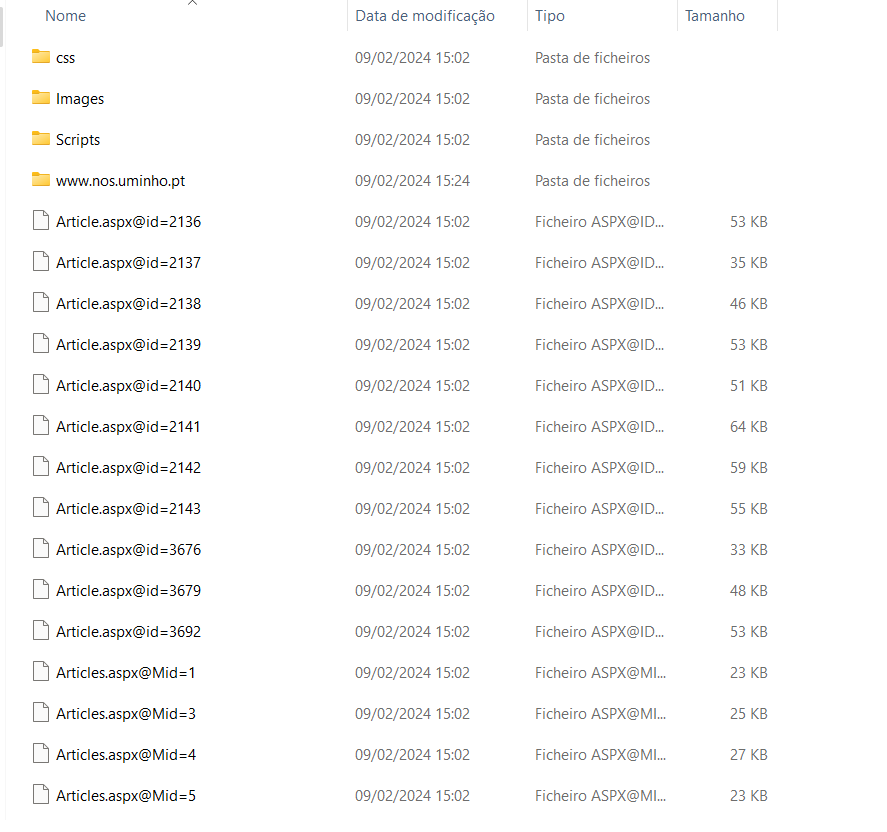 Nome Data de modificação Tipo Tamanho
css 09/02/2024 15:02 Pasta de ficheiros
Images 09/02/2024 15:02 Pasta de ficheiros
Scripts 09/02/2024 15:02 Pasta de ficheiros
www.nos.uminho.pt 09/02/2024 15:24 Pasta de ficheiros
Article.aspx@id=2136 09/02/2024 15:02 Ficheiro ASPX@ID... 53 KB
Article.aspx@id=2137 09/02/2024 15:02 Ficheiro ASPX@ID... 35 KB
Article.aspx@id=2138 09/02/2024 15:02 Ficheiro ASPX@ID... 46 KB
Article.aspx@id=2139 09/02/2024 15:02 Ficheiro ASPX@ID... 53 KB
Article.aspx@id=2140 09/02/2024 15:02 Ficheiro ASPX@ID... 51 KB
Article.aspx@id=2141 09/02/2024 15:02 Ficheiro ASPX@ID... 64 KB
Article.aspx@id=2142 09/02/2024 15:02 Ficheiro ASPX@ID... 59 KB
Article.aspx@id=2143 09/02/2024 15:02 Ficheiro ASPX@ID... 55 KB
Article.aspx@id=3676 09/02/2024 15:02 Ficheiro ASPX@ID... 33 KB
Article.aspx@id=3679 09/02/2024 15:02 Ficheiro ASPX@ID... 48 KB
Article.aspx@id=3692 09/02/2024 15:02 Ficheiro ASPX@ID... 53 KB
Articles.aspx@Mid=1 09/02/2024 15:02 Ficheiro ASPX@MI... 23 KB
Articles.aspx@Mid=3 09/02/2024 15:02 Ficheiro ASPX@MI... 25 KB
Articles.aspx@Mid=4 09/02/2024 15:02 Ficheiro ASPX@MI... 27 KB
Articles.aspx@Mid=5 09/02/2024 15:02 Ficheiro ASPX@MI... 23 KB